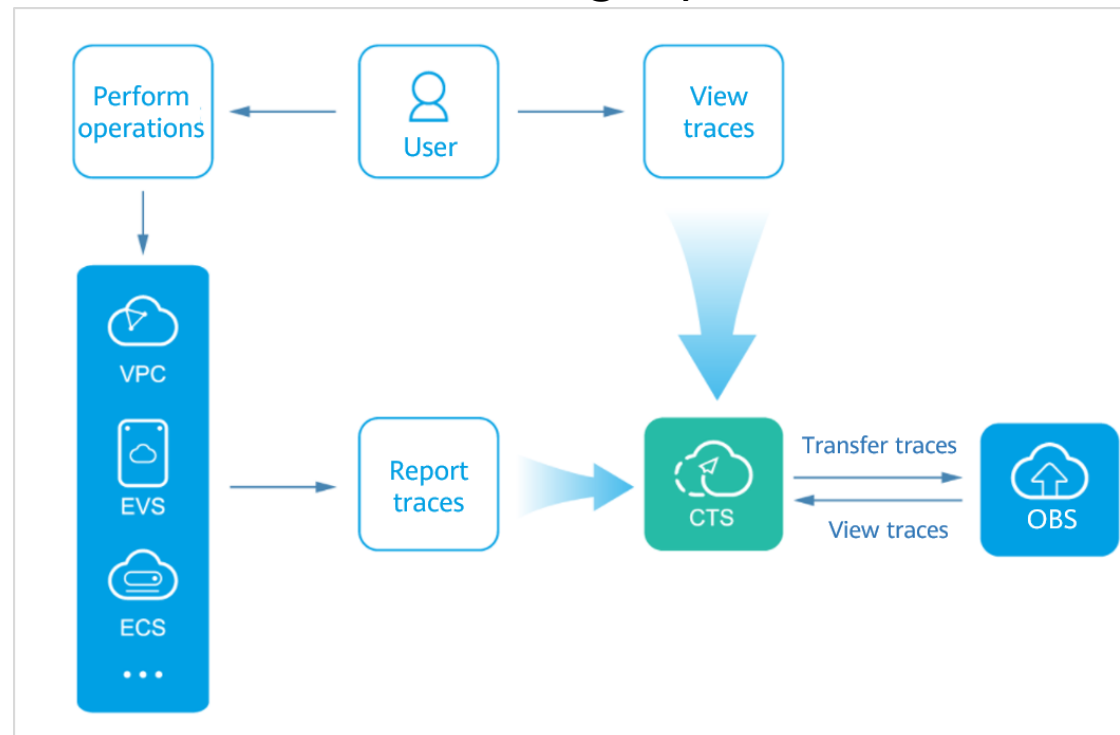 Perform
operations
User
View
traces
VPC
EVS
ECS
Report
traces
CTS
Transfer traces
View traces
OBS